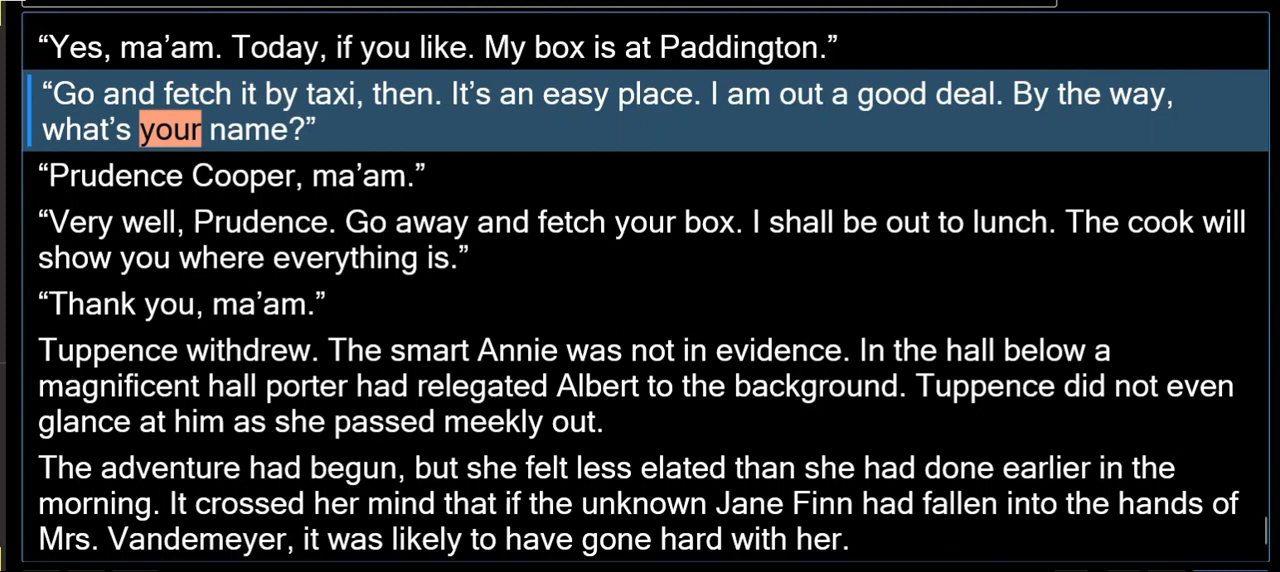 “Yes, ma’am. Today, if you like. My box is at Paddington.”
“Go and fetch it by taxi, then. It’s an easy place. I am out a good deal. By the way,
what’s your name?”
“Prudence Cooper, ma’am.”
“Very well, Prudence. Go away and fetch your box. I shall be out to lunch. The cook will
show you where everything is.”
“Thank you, ma’am.”
Tuppence withdrew. The smart Annie was not in evidence. In the hall below a
magnificent hall porter had relegated Albert to the background. Tuppence did not even
glance at him as she passed meekly out.
The adventure had begun, but she felt less elated than she had done earlier in the
morning. It crossed her mind that if the unknown Jane Finn had fallen into the hands of
Mrs. Vandemeyer, it was likely to have gone hard with her.